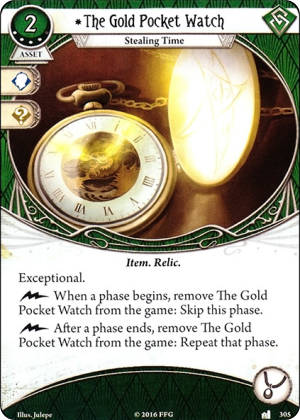 2
The Gold Pocket Watch
ASSET
Stealing Time
Item. Relic.
Exceptional.
When a phase begins, remove The Gold
Pocket Watch from the game: Skip this phase.
After a phase ends, remove The Gold
Pocket Watch from the game: Repeat that phase.
Illus. Julepe
© 2016 FFG
305